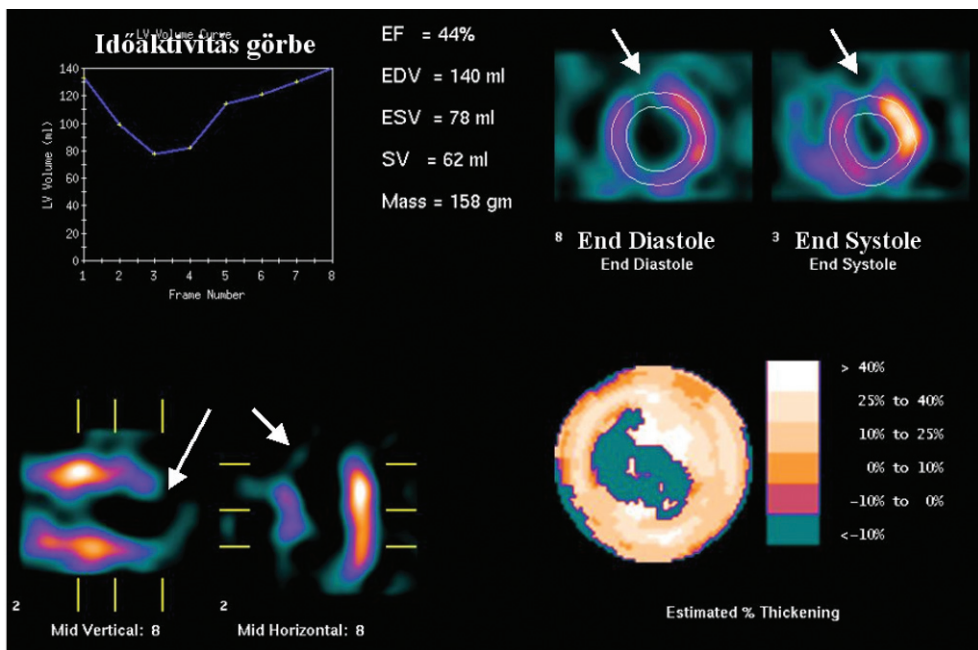 LV Volume Curve
Időaktivitás görbe
LV Volume (ml)
140
120
100
80
60
40
20
0
1 2 3 4 5 6 7 8
Frame Number
EF = 44%
EDV = 140 ml
ESV = 78 ml
SV = 62 ml
Mass = 158 gm
8 End Diastole
End Diastole
3 End Systole
End Systole
2
Mid Vertical: 8
2
Mid Horizontal: 8
> 40%
25% to 40%
10% to 25%
0% to 10%
-10% to 0%
<-10%
Estimated % Thickening